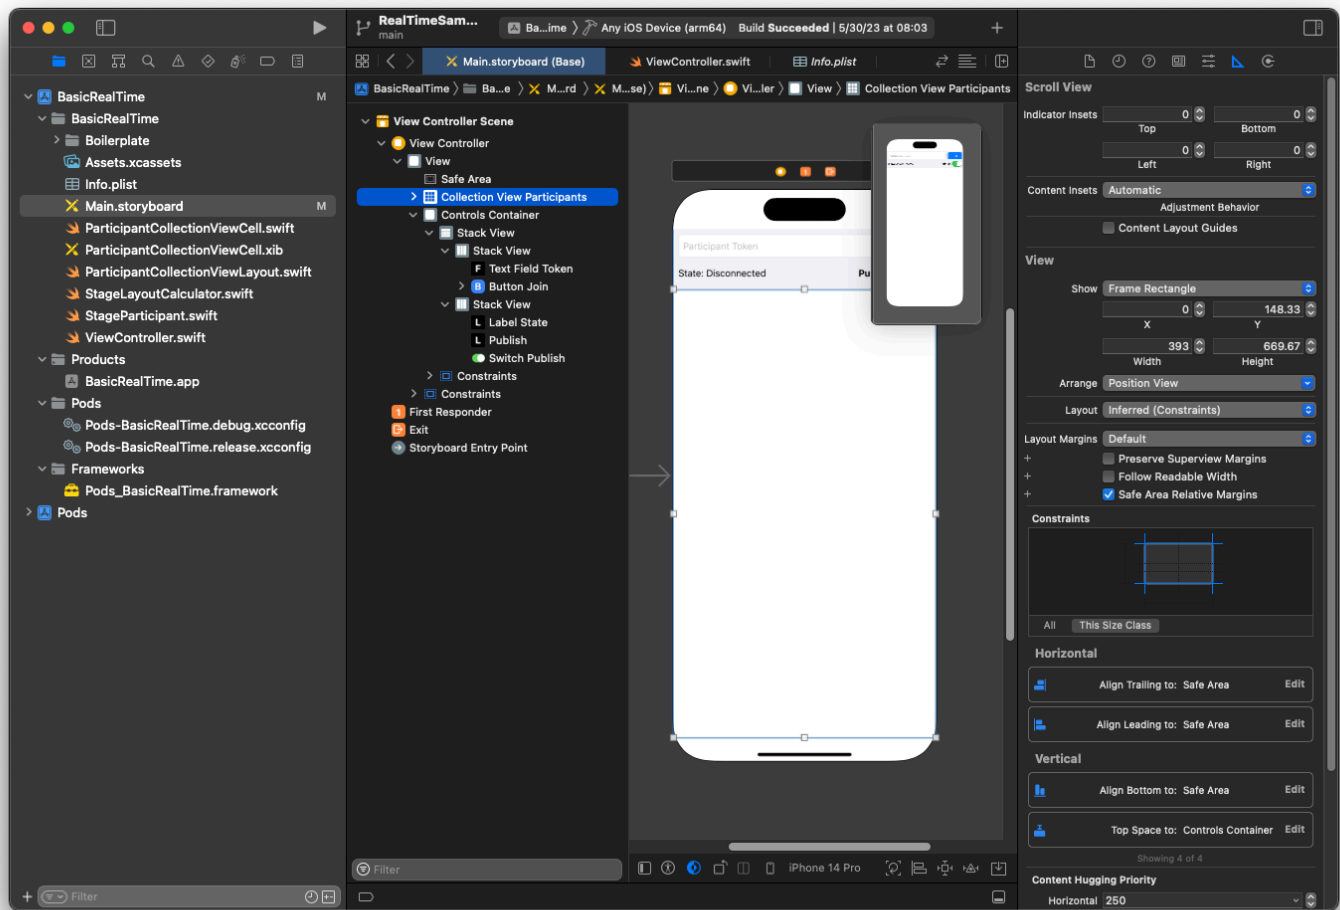 RealTimeSam...
main
Ba...ime 〉 Any iOS Device (arm64) Build Succeeded | 5/30/23 at 08:03
Main.storyboard (Base)
ViewController.swift
Info.plist
BasicRealTime 〉 Ba...e 〉 M...rd 〉 M...se) 〉 Vi...ne 〉 Vi...ler 〉 View 〉 Collection View Participants
BasicRealTime M
BasicRealTime
Boilerplate
Assets.xcassets
Info.plist
Main.storyboard M
ParticipantCollectionViewCell.swift
ParticipantCollectionViewCell.xib
ParticipantCollectionViewLayout.swift
StageLayoutCalculator.swift
StageParticipant.swift
ViewController.swift
Products
BasicRealTime.app
Pods
Pods-BasicRealTime.debug.xcconfig
Pods-BasicRealTime.release.xcconfig
Frameworks
Pods_BasicRealTime.framework
Pods
Filter
View Controller Scene
View Controller
View
Safe Area
Collection View Participants
Controls Container
Stack View
Stack View
F Text Field Token
B Button Join
Stack View
L Label State
L Publish
Switch Publish
Constraints
Constraints
1 First Responder
Exit
Storyboard Entry Point
Filter
Participant Token
State: Disconnected Pu
iPhone 14 Pro
Scroll View
Indicator Insets 0 0
Top Bottom
0 0
Left Right
Content Insets Automatic
Adjustment Behavior
Content Layout Guides
View
Show Frame Rectangle
0 148.33
X Y
393 669.67
Width Height
Arrange Position View
Layout Inferred (Constraints)
Layout Margins Default
Preserve Superview Margins
Follow Readable Width
Safe Area Relative Margins
Constraints
All This Size Class
Horizontal
Align Trailing to: Safe Area Edit
Align Leading to: Safe Area Edit
Vertical
Align Bottom to: Safe Area Edit
Top Space to: Controls Container Edit
Showing 4 of 4
Content Hugging Priority
Horizontal 250